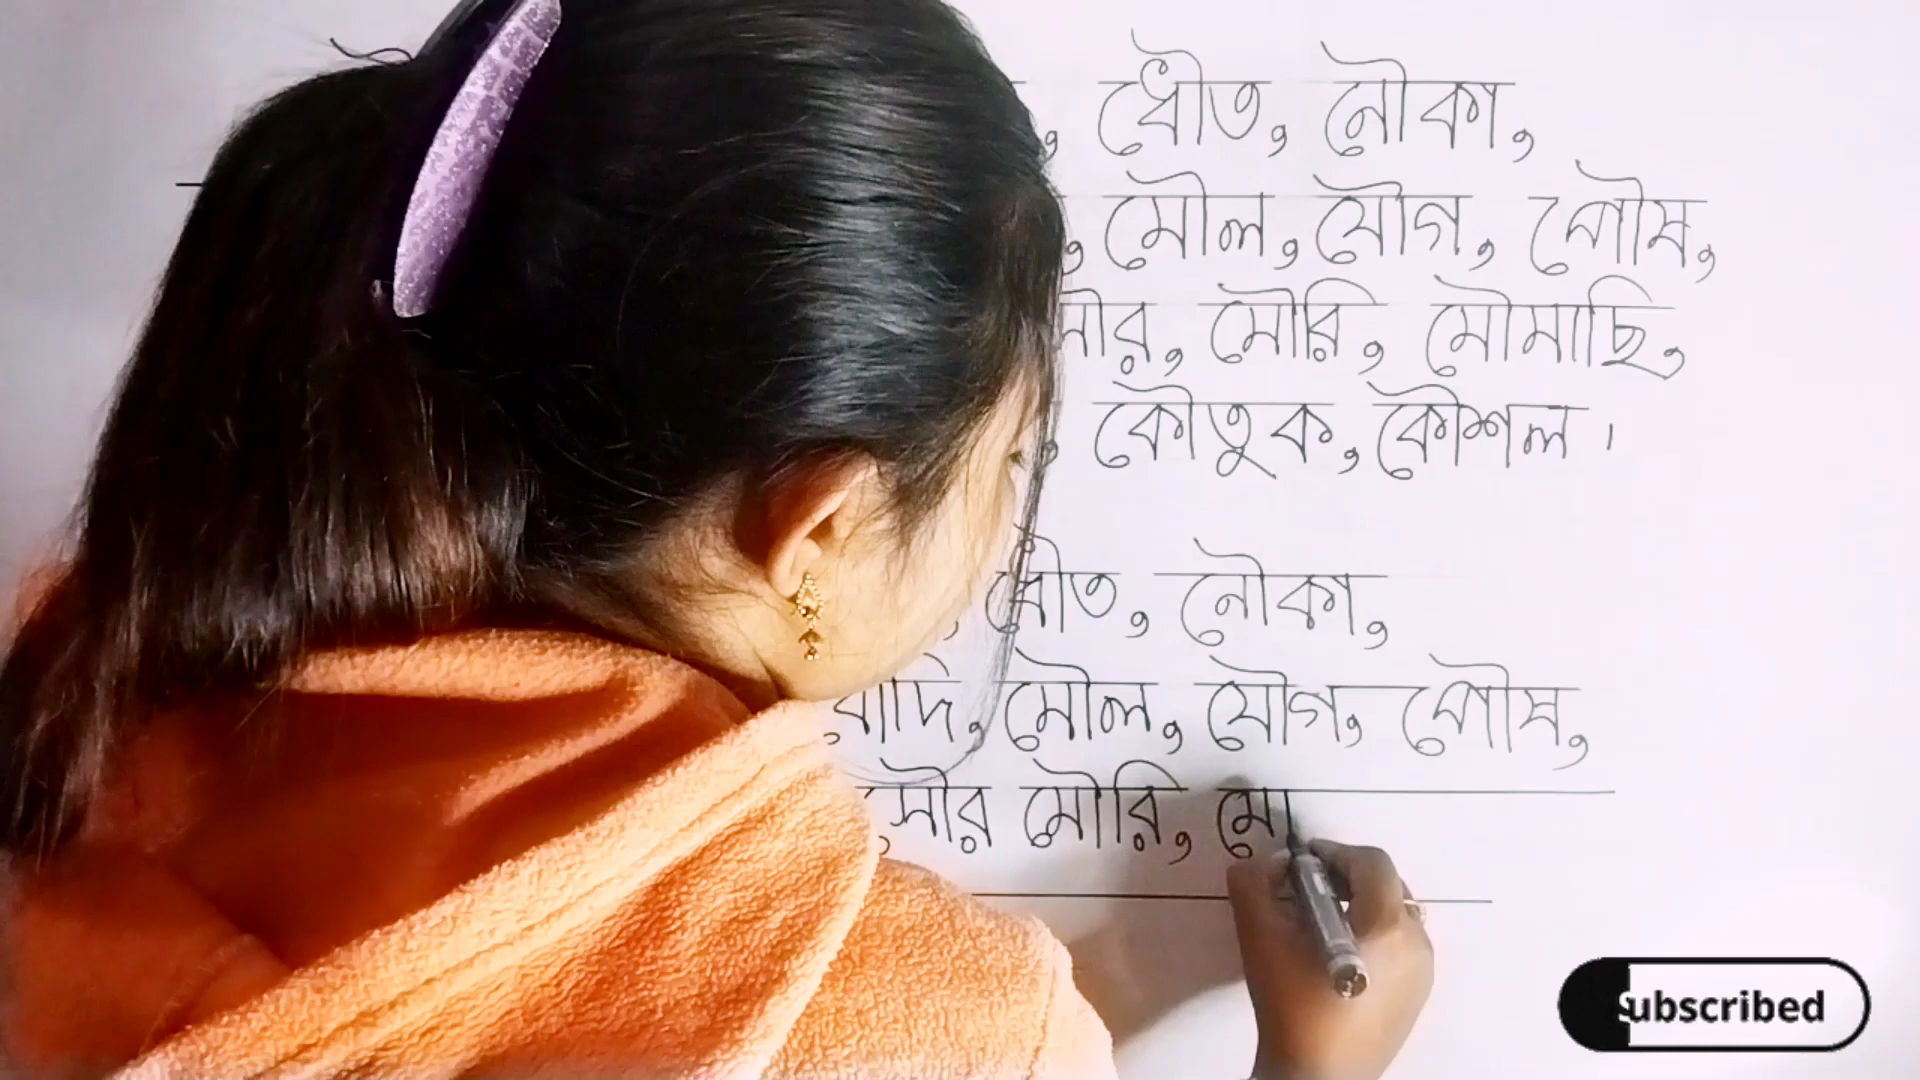 , ধৌত, নৌকা,
, মৌল, যৌগ, পৌষ,
মৌরি, মৌমাছি,
, কৌতুক, কৌশল।
ধৌত, নৌকা,
মৌল, যৌগ, পৌষ,
সৌর মৌরি, মো
Subscribed